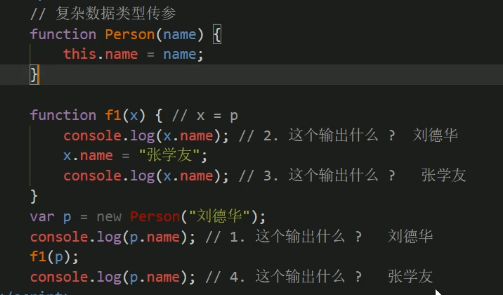 // 复杂数据类型传参
function Person(name) {
this.name = name;
}
function f1(x) { // x = p
console.log(x.name); // 2. 这个输出什么 ? 刘德华
x.name = "张学友";
console.log(x.name); // 3. 这个输出什么 ? 张学友
}
var p = new Person("刘德华");
console.log(p.name); // 1. 这个输出什么 ? 刘德华
f1(p);
console.log(p.name); // 4. 这个输出什么 ? 张学友